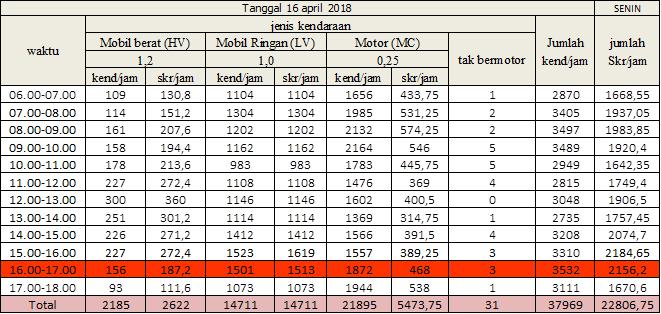 Tanggal 16 april 2018 SENIN
waktu jenis kendaraan Jumlah kend/jam jumlah Skr/jam
Mobil berat (HV) Mobil Ringan (LV) Motor (MC) tak bermotor
1,2 1,0 0,25
kend/jam skr/jam kend/jam skr/jam kend/jam skr/jam
06.00-07.00 109 130,8 1104 1104 1656 433,75 1 2870 1668,55
07.00-08.00 114 151,2 1304 1304 1985 531,25 2 3405 1937,05
08.00-09.00 161 207,6 1202 1202 2132 574,25 2 3497 1983,85
09.00-10.00 158 194,4 1162 1162 2164 546 5 3489 1920,4
10.00-11.00 178 213,6 983 983 1783 445,75 5 2949 1642,35
11.00-12.00 227 272,4 1108 1108 1476 369 4 2815 1749,4
12.00-13.00 300 360 1146 1146 1602 400,5 0 3048 1906,5
13.00-14.00 251 301,2 1114 1114 1369 314,75 1 2735 1757,45
14.00-15.00 226 271,2 1412 1412 1566 391,5 4 3208 2074,7
15.00-16.00 227 272,4 1523 1619 1557 389,25 3 3310 2184,65
16.00-17.00 156 187,2 1501 1513 1872 468 3 3532 2156,2
17.00-18.00 93 111,6 1073 1073 1944 538 1 3111 1670,6
Total 2185 2622 14711 14711 21895 5473,75 31 37969 22806,75